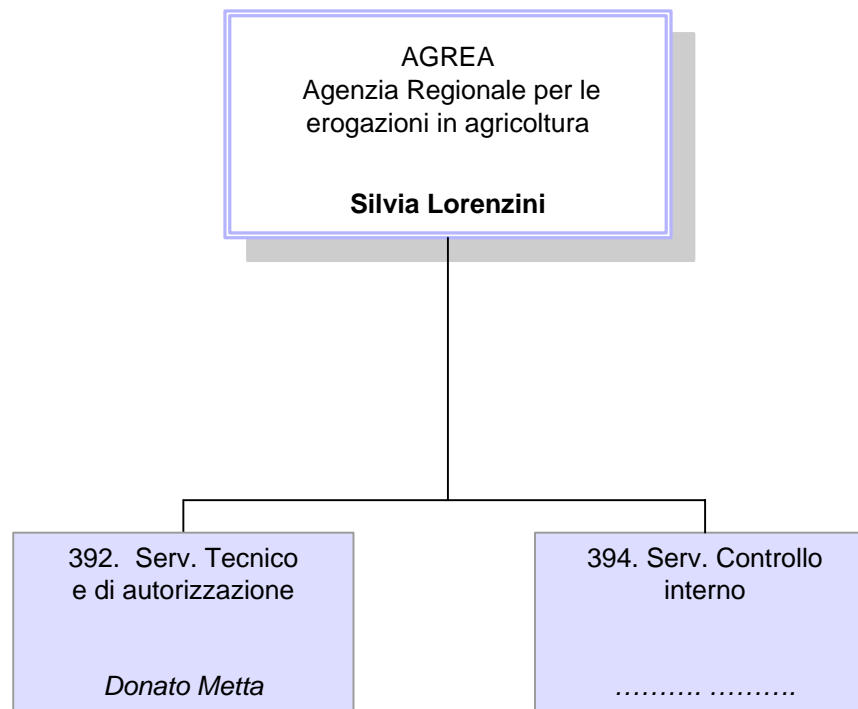 AGREA
Agenzia Regionale per le
erogazioni in agricoltura
Silvia Lorenzini
392. Serv. Tecnico
e di autorizzazione
Donato Metta
394. Serv. Controllo
interno
………. ……….